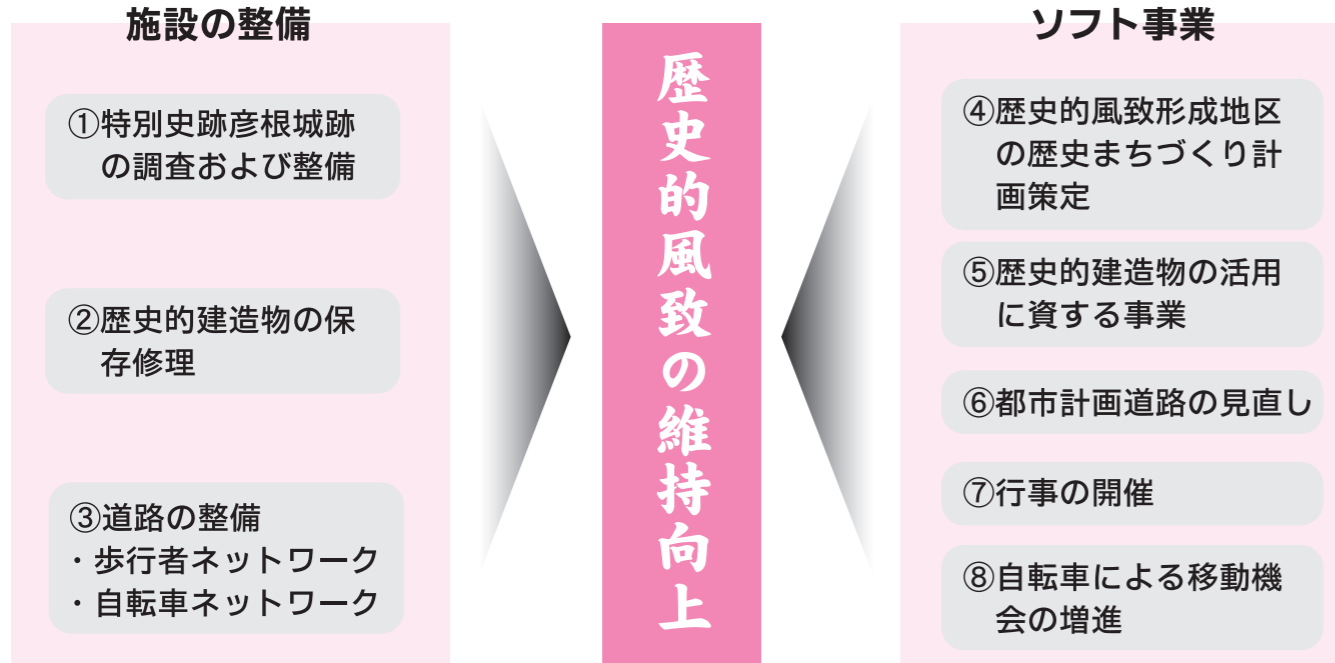 施設の整備
①特別史跡彦根城跡
の調査および整備
②歴史的建造物の保
存修理
③道路の整備
・歩行者ネットワーク
・自転車ネットワーク
歴史的風致の維持向上
ソフト事業
④歴史的風致形成地区
の歴史まちづくり計
画策定
⑤歴史的建造物の活用
に資する事業
⑥都市計画道路の見直し
⑦行事の開催
⑧自転車による移動機
会の増進